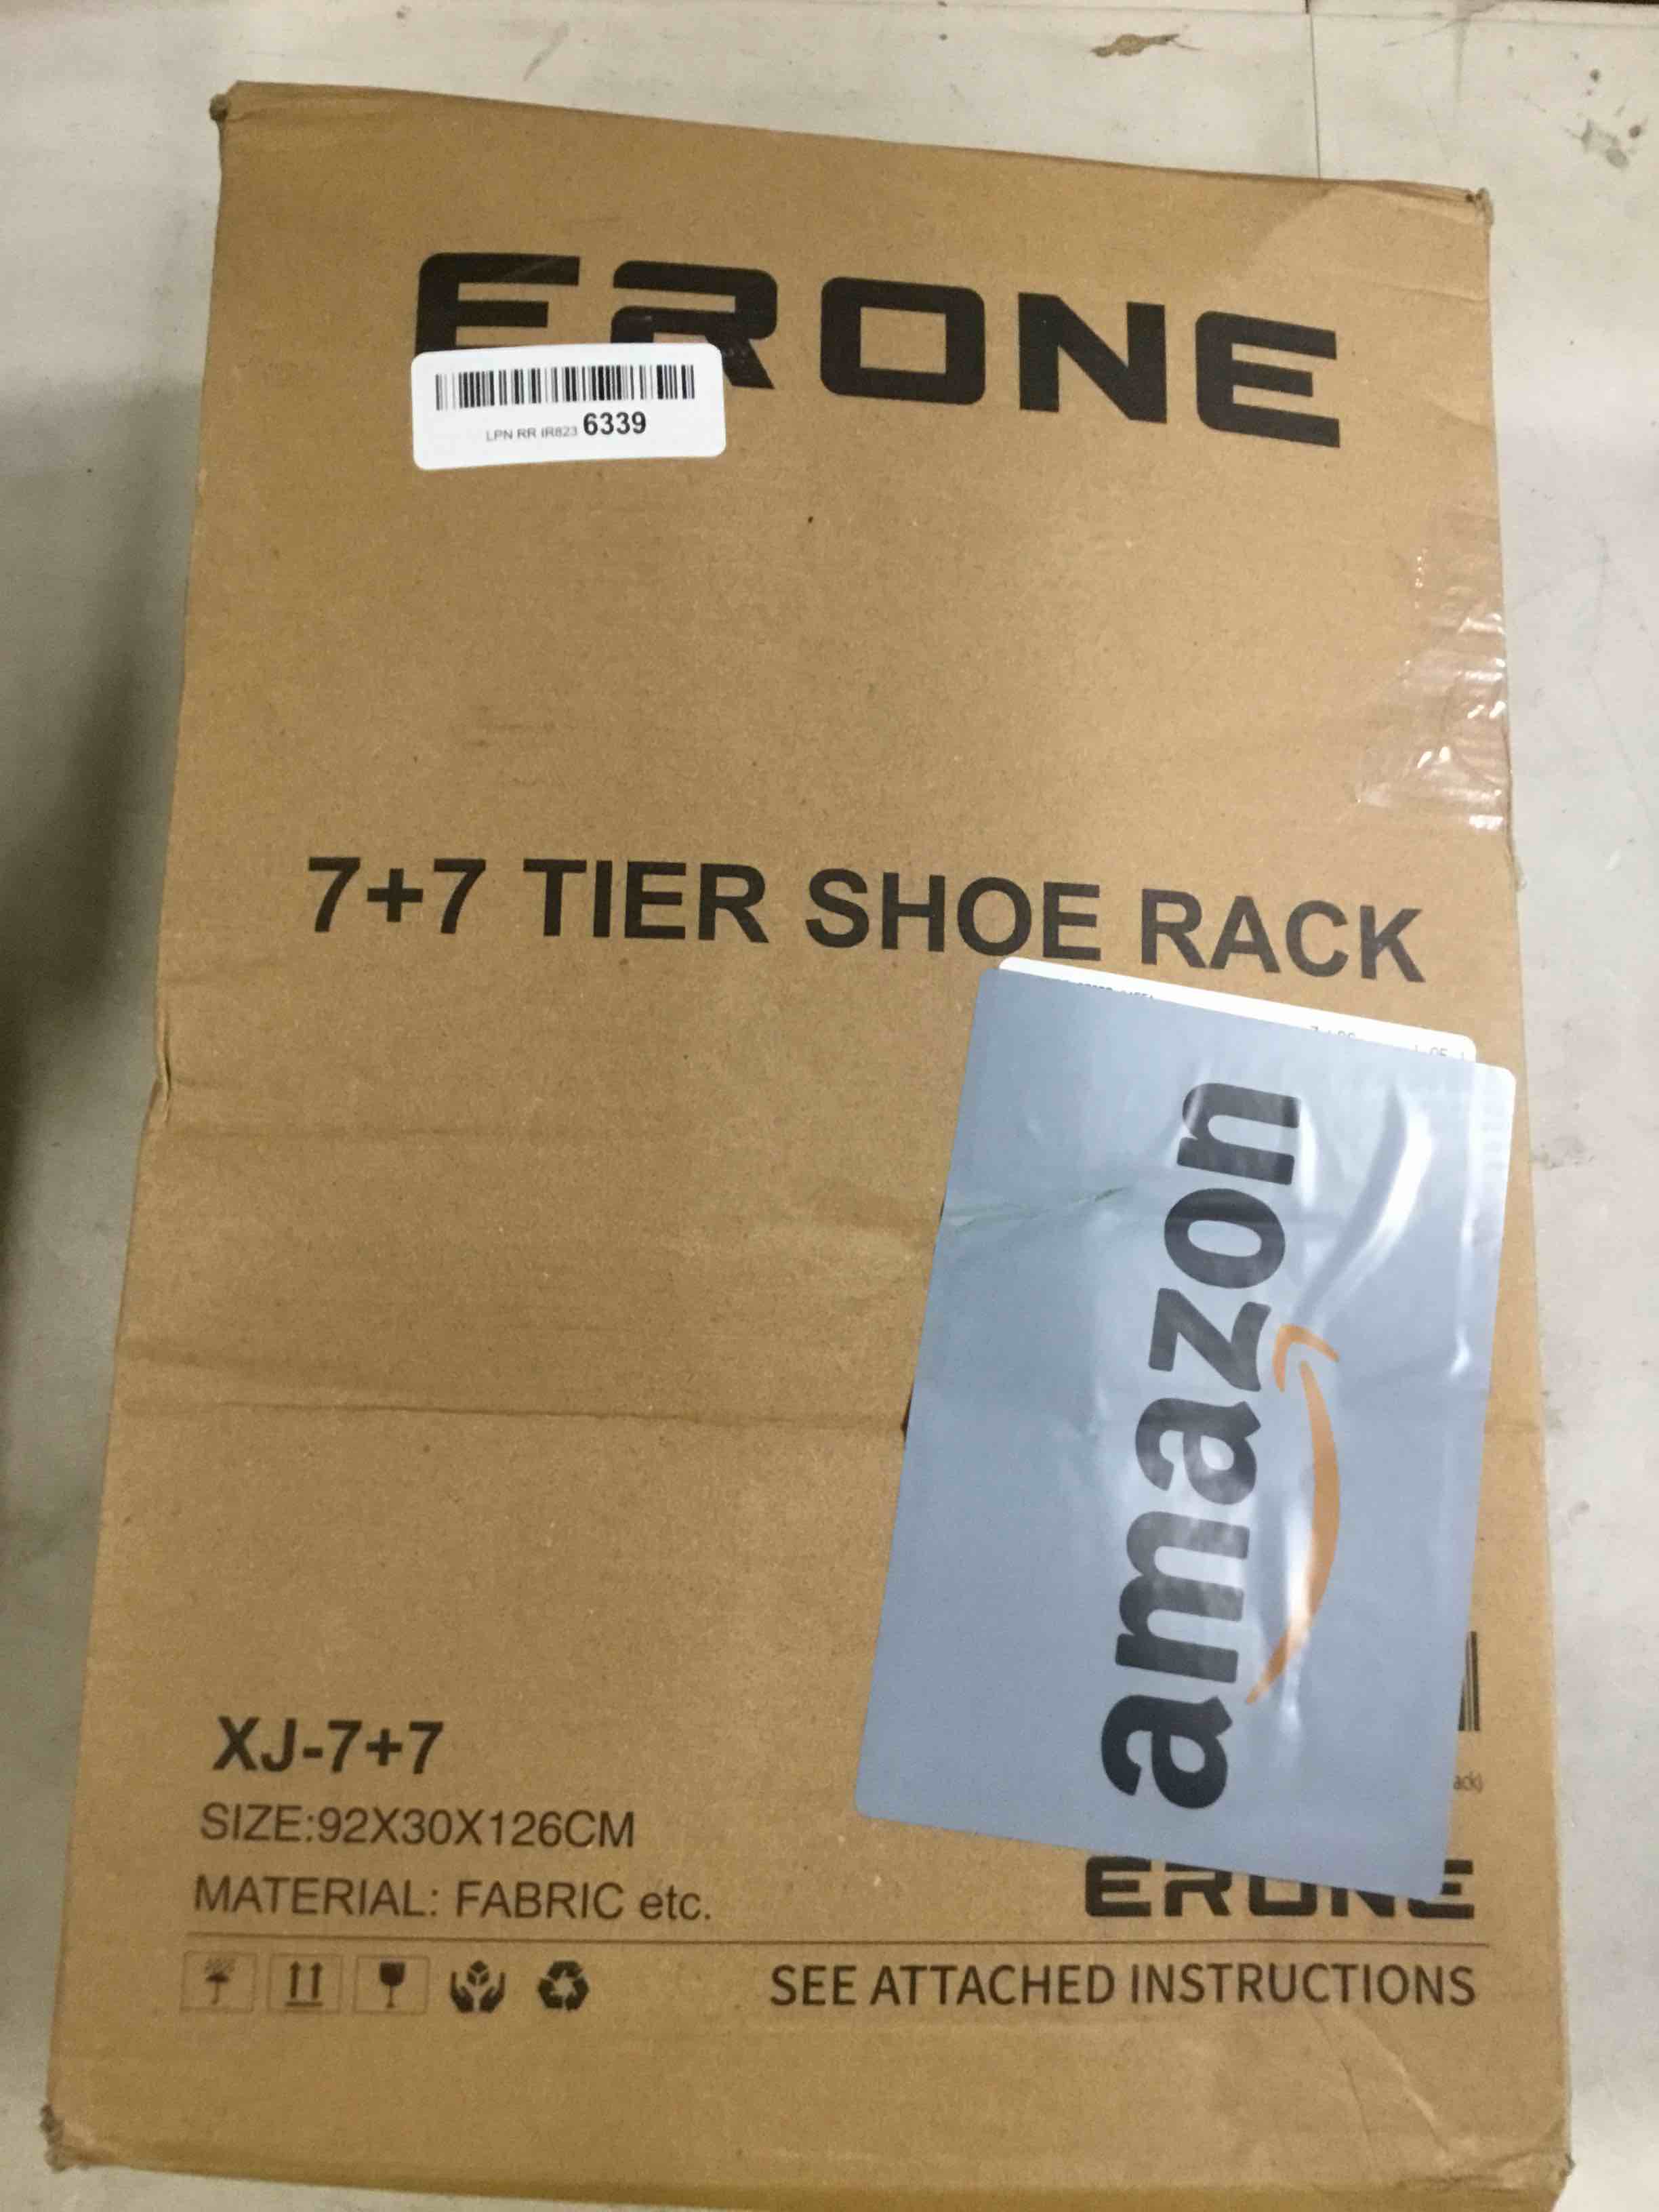 ERONE
LPN RR IR823 6339
7+7 TIER SHOE RACK
amazon
XJ-7+7
SIZE:92X30X126CM
MATERIAL: FABRIC etc.
ERONE
SEE ATTACHED INSTRUCTIONS